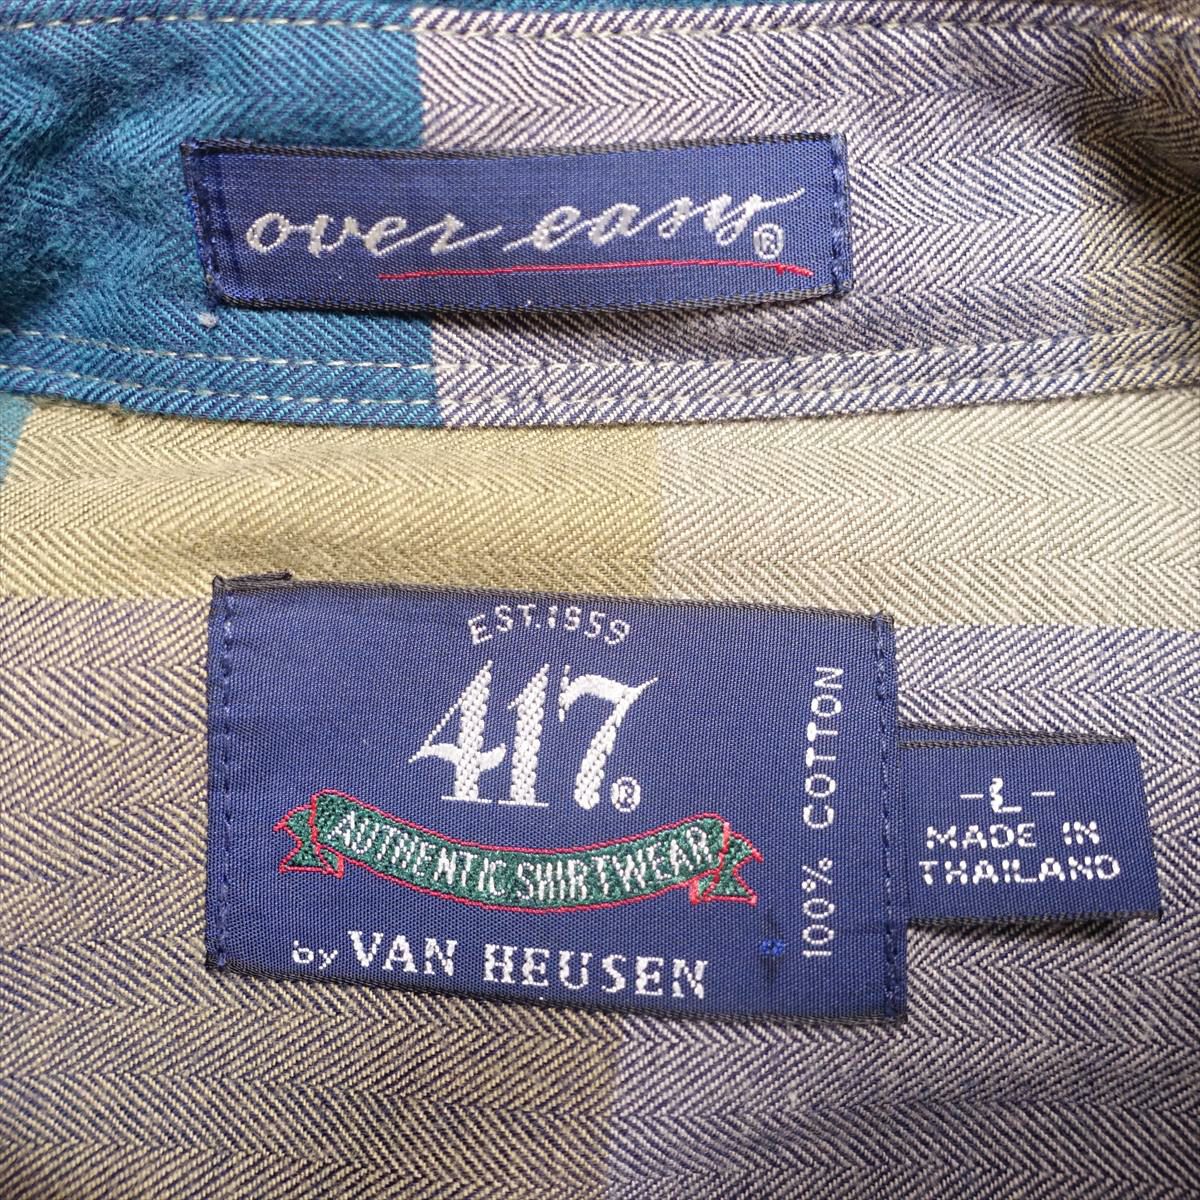 over easy®
EST. 1959
417®
AUTHENTIC SHIRTWEAR
by VAN HEUSEN
100% COTTON
-L-
MADE IN
THAILAND